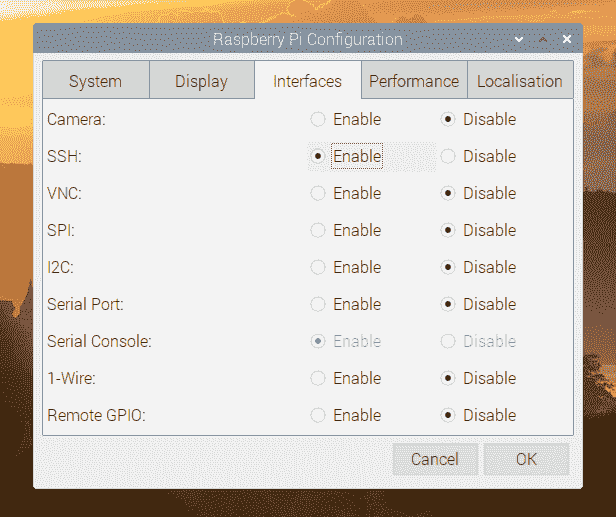 Raspberry Pi Configuration
System Display Interfaces Performance Localisation
Camera: Enable Disable
SSH: Enable Disable
VNC: Enable Disable
SPI: Enable Disable
I2C: Enable Disable
Serial Port: Enable Disable
Serial Console: Enable Disable
1-Wire: Enable Disable
Remote GPIO: Enable Disable
Cancel OK